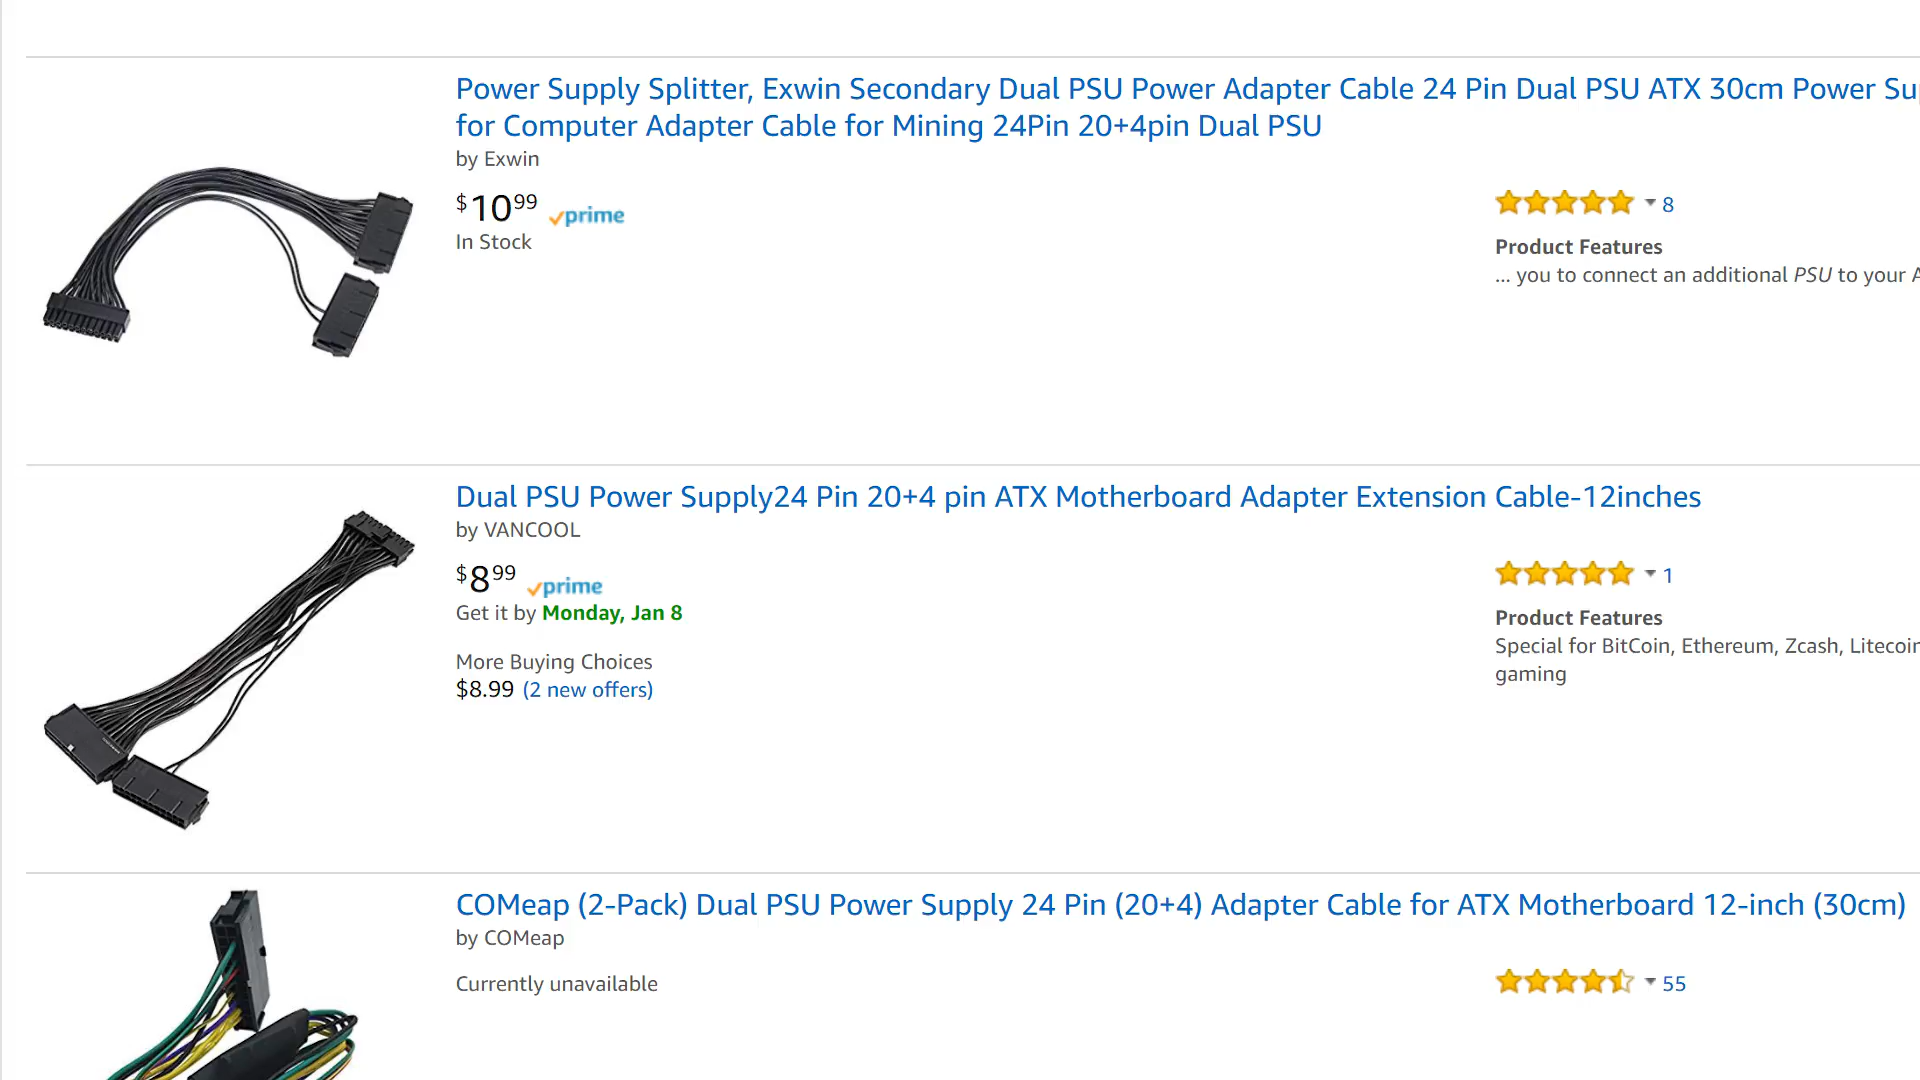 Power Supply Splitter, Exwin Secondary Dual PSU Power Adapter Cable 24 Pin Dual PSU ATX 30cm Power
for Computer Adapter Cable for Mining 24Pin 20+4pin Dual PSU
by Exwin
$10 99 prime
In Stock
8
Product Features
... you to connect an additional PSU to your
Dual PSU Power Supply24 Pin 20+4 pin ATX Motherboard Adapter Extension Cable-12inches
by VANCOOL
$8 99 prime
Get it by Monday, Jan 8
More Buying Choices
$8.99 (2 new offers)
1
Product Features
Special for BitCoin, Ethereum, Zcash,
gaming
COMeap (2-Pack) Dual PSU Power Supply 24 Pin (20+4) Adapter Cable for ATX Motherboard 12-inch (30cm)
by COMeap
Currently unavailable
55